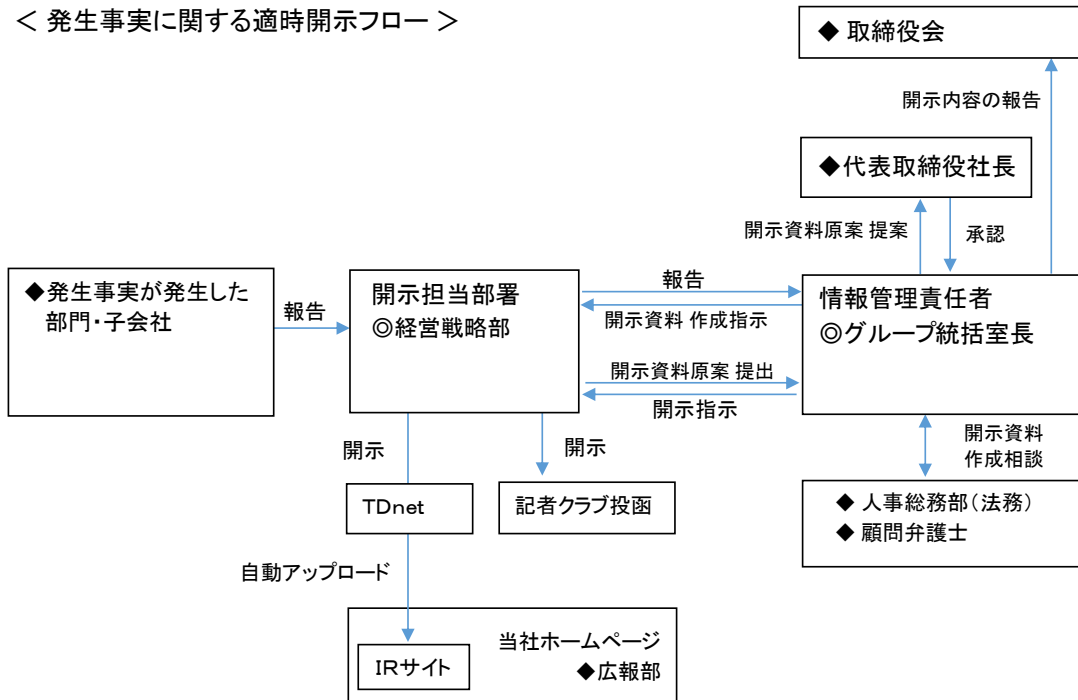 ＜ 発生事実に関する適時開示フロー ＞
◆ 取締役会
開示内容の報告
◆代表取締役社長
開示資料原案 提案
承認
◆発生事実が発生した
部門・子会社
報告
開示担当部署
◎経営戦略部
報告
開示資料 作成指示
開示資料原案 提出
開示指示
情報管理責任者
◎グループ統括室長
開示
開示
開示資料
作成相談
TDnet
記者クラブ投函
◆ 人事総務部（法務）
◆ 顧問弁護士
自動アップロード
当社ホームページ
◆広報部
IRサイト